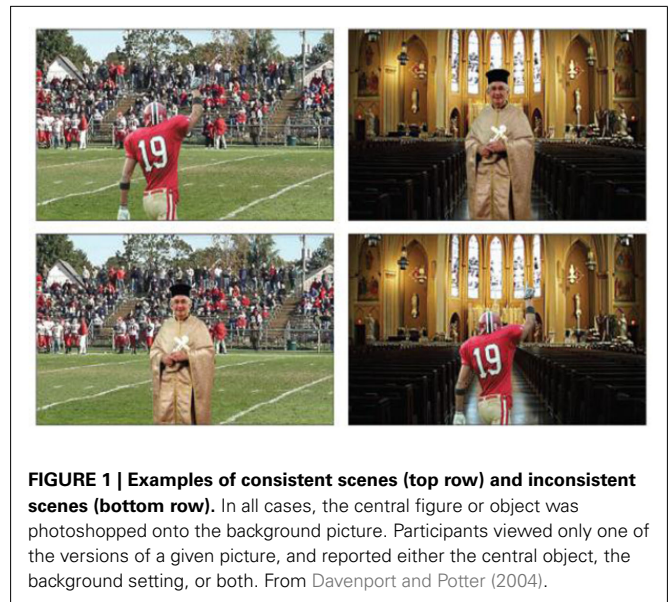 19
19
FIGURE 1 | Examples of consistent scenes (top row) and inconsistent
scenes (bottom row). In all cases, the central figure or object was
photoshopped onto the background picture. Participants viewed only one of
the versions of a given picture, and reported either the central object, the
background setting, or both. From Davenport and Potter (2004).